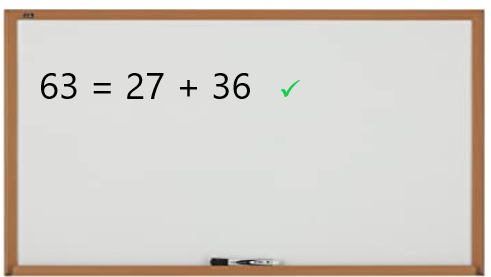 63 = 27 + 36 ✓